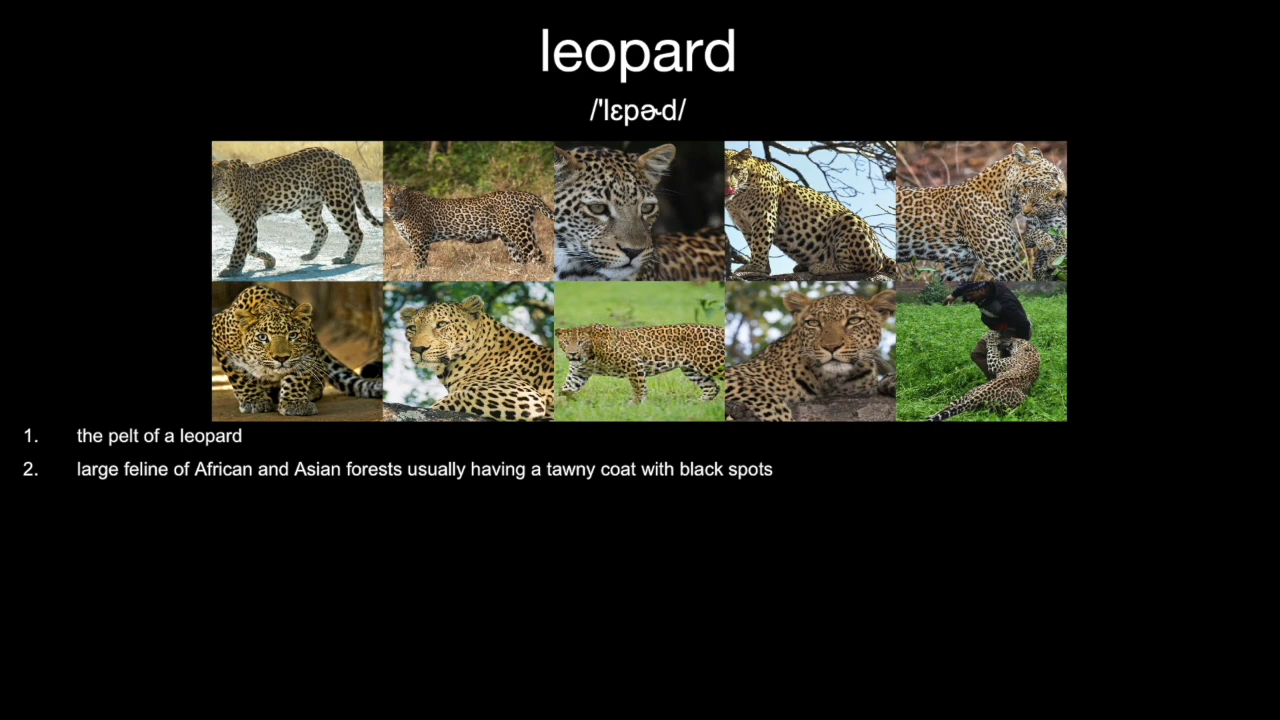 leopard
/'lɛpɚd/
1. the pelt of a leopard
2. large feline of African and Asian forests usually having a tawny coat with black spots